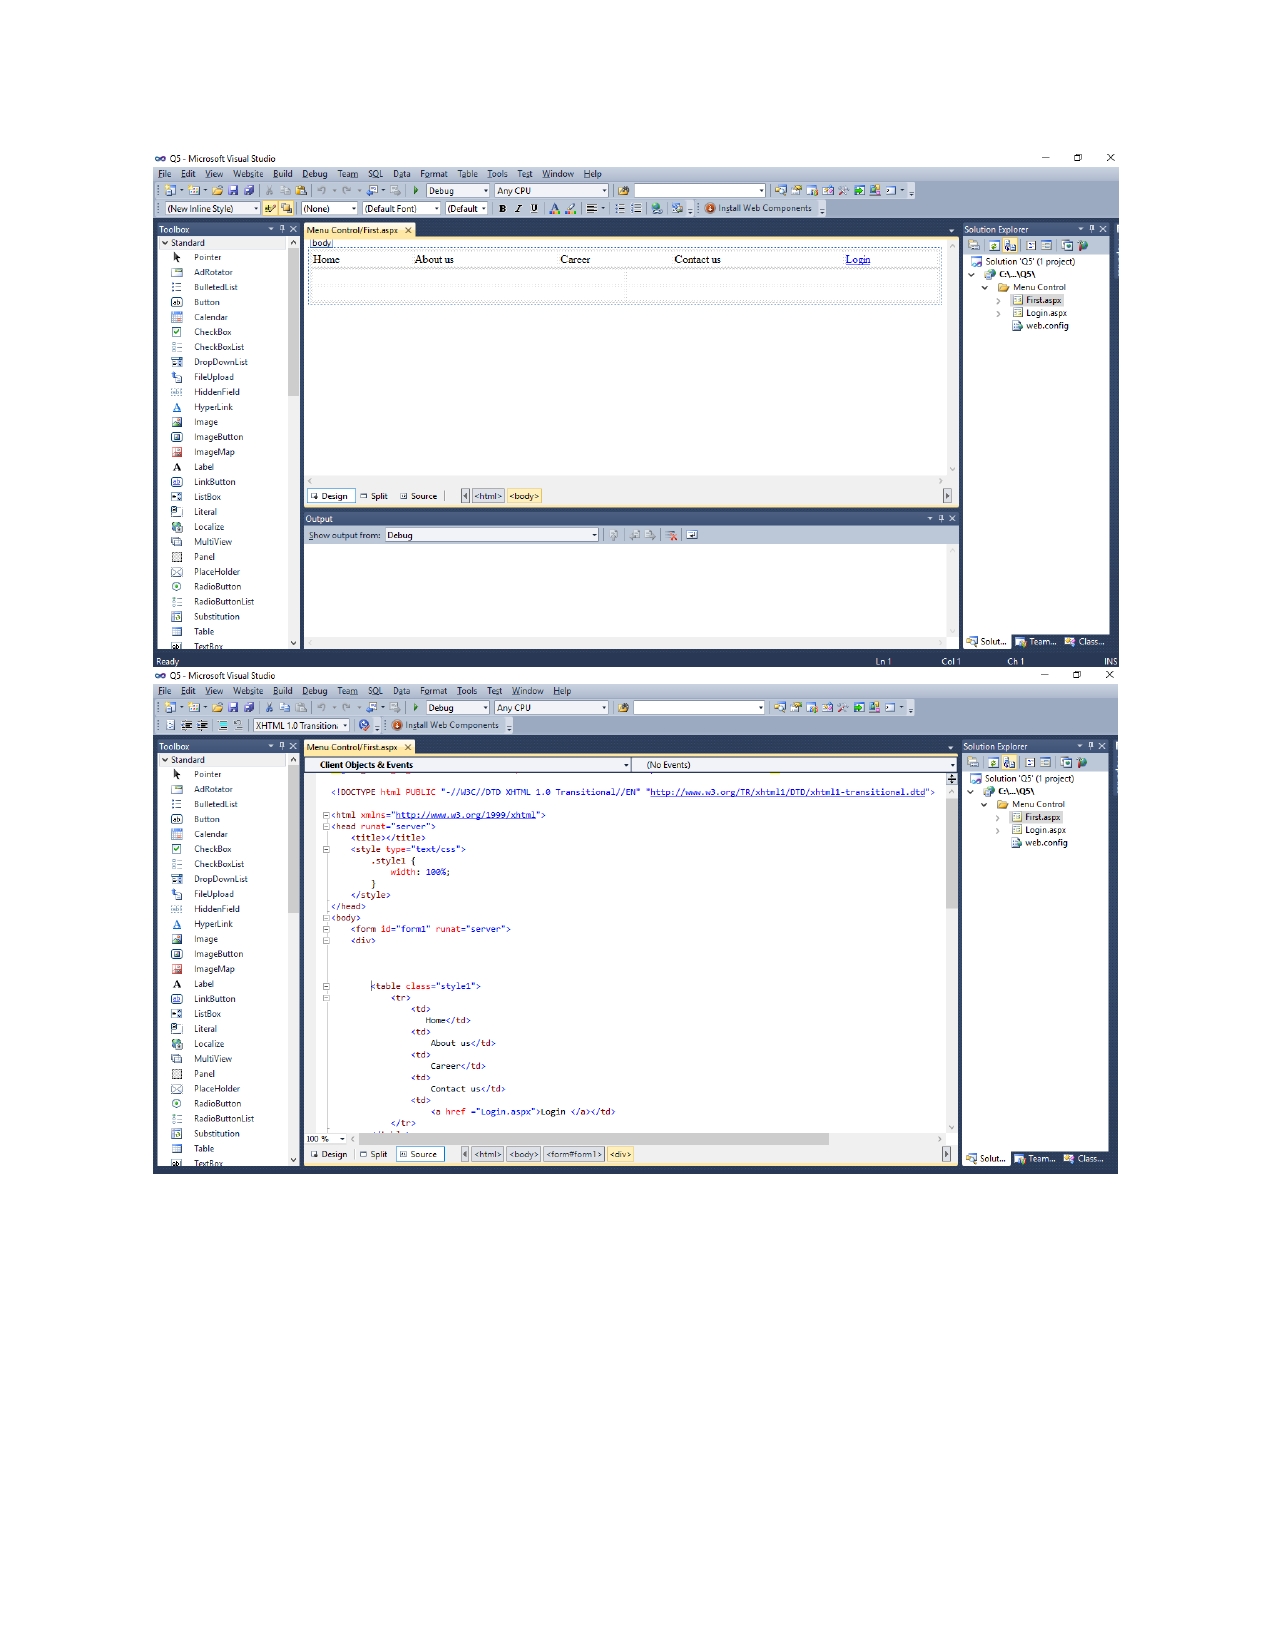 Q5 - Microsoft Visual Studio
File Edit View Website Build Debug Team SQL Data Format Table Tools Test Window Help
Debug Any CPU
(New Inline Style) (None) (Default Font) (Default B I U A Install Web Components
Toolbox
Standard
Pointer
AdRotator
BulletedList
Button
Calendar
CheckBox
CheckBoxList
DropDownList
FileUpload
HiddenField
HyperLink
Image
ImageButton
ImageMap
Label
LinkButton
ListBox
Literal
Localize
MultiView
Panel
PlaceHolder
RadioButton
RadioButtonList
Substitution
Table
TextBox
Menu Control/First.aspx
body
Home About us Career Contact us Login
Design Split Source <html> <body>
Output
Show output from: Debug
Solution Explorer
Solution 'Q5' (1 project)
C:\...\Q5\
Menu Control
First.aspx
Login.aspx
web.config
Solut... Team... Class...
Ready Ln 1 Col 1 Ch 1 INS
Q5 - Microsoft Visual Studio
File Edit View Website Build Debug Team SQL Data Format Tools Test Window Help
Debug Any CPU
XHTML 1.0 Transition Install Web Components
Toolbox
Standard
Pointer
AdRotator
BulletedList
Button
Calendar
CheckBox
CheckBoxList
DropDownList
FileUpload
HiddenField
HyperLink
Image
ImageButton
ImageMap
Label
LinkButton
ListBox
Literal
Localize
MultiView
Panel
PlaceHolder
RadioButton
RadioButtonList
Substitution
Table
TextBox
Menu Control/First.aspx
Client Objects & Events (No Events)
<!DOCTYPE html PUBLIC "-//W3C//DTD XHTML 1.0 Transitional//EN" "http://www.w3.org/TR/xhtml1/DTD/xhtml1-transitional.dtd">
<html xmlns="http://www.w3.org/1999/xhtml">
<head runat="server">
<title></title>
<style type="text/css">
.style1 {
width: 100%;
}
</style>
</head>
<body>
<form id="form1" runat="server">
<div>
<table class="style1">
<tr>
<td>
Home</td>
<td>
About us</td>
<td>
Career</td>
<td>
Contact us</td>
<td>
<a href ="Login.aspx">Login </a></td>
</tr>
100 %
Design Split Source <html> <body> <form#form1> <div>
Solution Explorer
Solution 'Q5' (1 project)
C:\...\Q5\
Menu Control
First.aspx
Login.aspx
web.config
Solut... Team... Class...